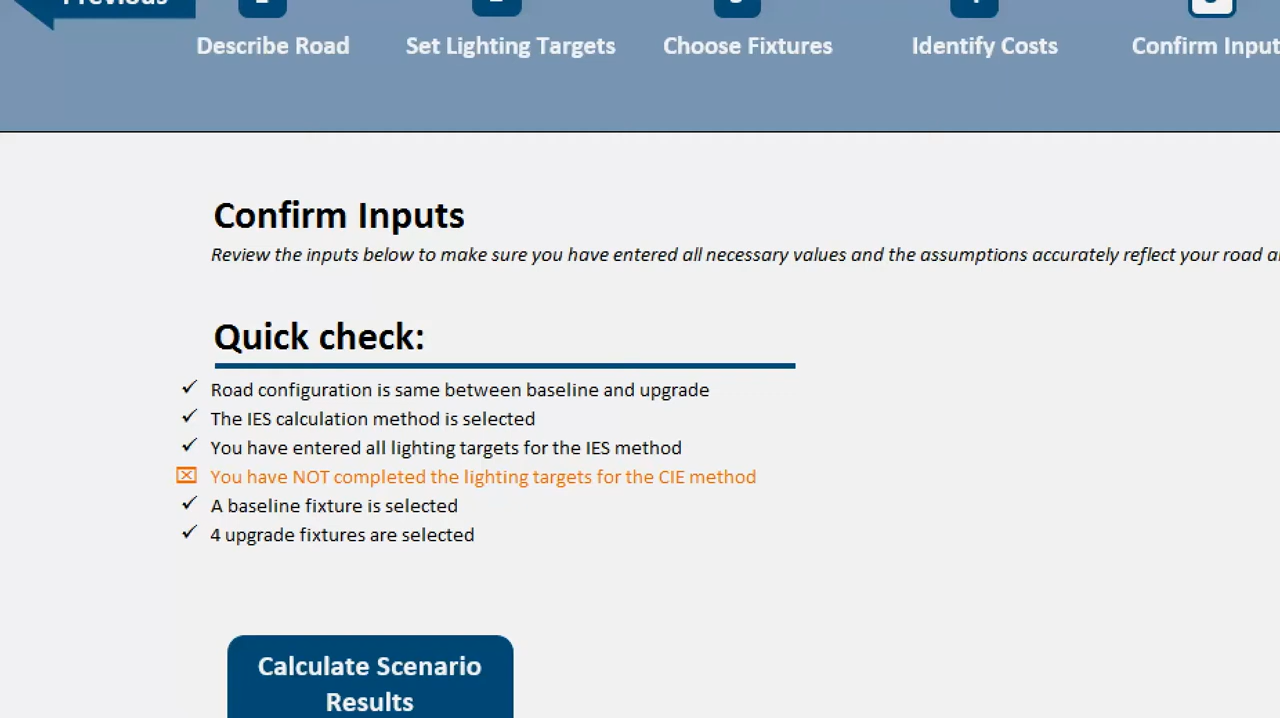 Previous
Describe Road
Set Lighting Targets
Choose Fixtures
Identify Costs
Confirm Input
Confirm Inputs
Review the inputs below to make sure you have entered all necessary values and the assumptions accurately reflect your road
Quick check:
Road configuration is same between baseline and upgrade
The IES calculation method is selected
You have entered all lighting targets for the IES method
You have NOT completed the lighting targets for the CIE method
A baseline fixture is selected
4 upgrade fixtures are selected
Calculate Scenario
Results